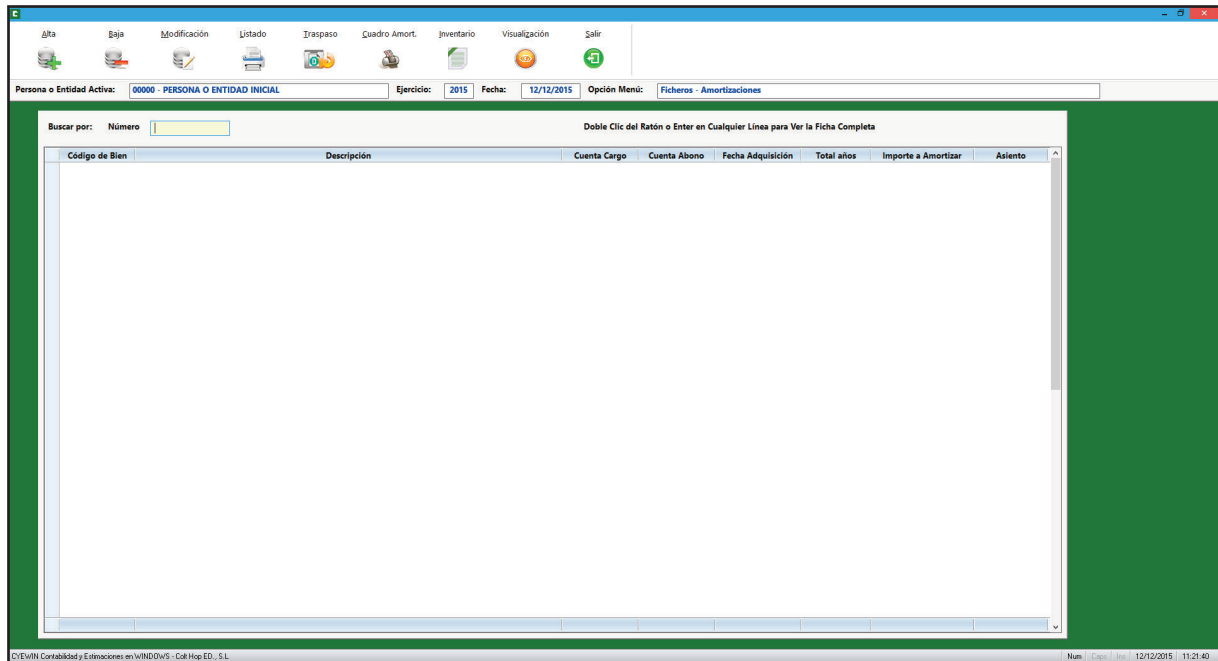 C
Alta Baja Modificación Listado Traspaso Cuadro Amort. Inventario Visualización Salir
Persona o Entidad Activa: 00000 - PERSONA O ENTIDAD INICIAL Ejercicio: 2015 Fecha: 12/12/2015 Opción Menú: Ficheros - Amortizaciones
Buscar por: Número Doble Clic del Ratón o Enter en Cualquier Línea para Ver la Ficha Completa
Código de Bien Descripción Cuenta Cargo Cuenta Abono Fecha Adquisición Total años Importe a Amortizar Asiento
CYEWIN Contabilidad y Estimaciones en WINDOWS - Colt Hop ED., S.L. Num Caps Ins 12/12/2015 11:21:40